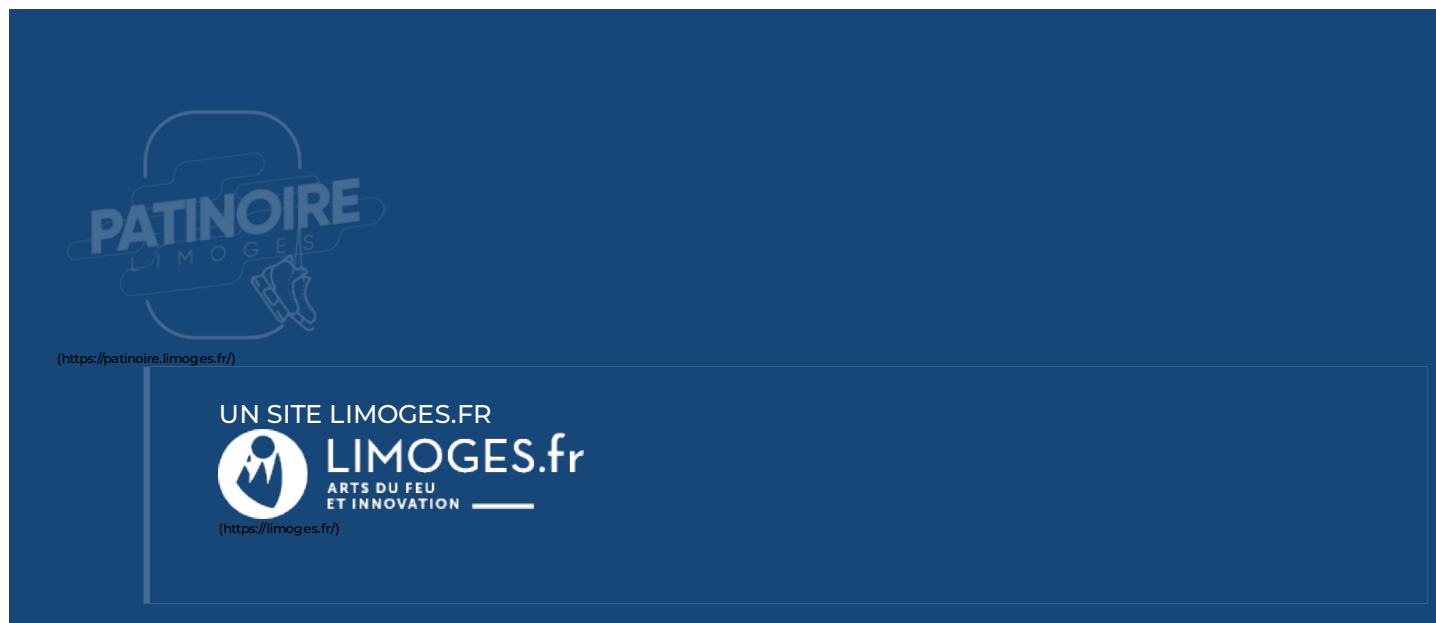 PATINOIRE
LIMOGES
(https://patinoire.limoges.fr/)
UN SITE LIMOGES.FR
LIMOGES.fr
ARTS DU FEU
ET INNOVATION
(https://limoges.fr/)